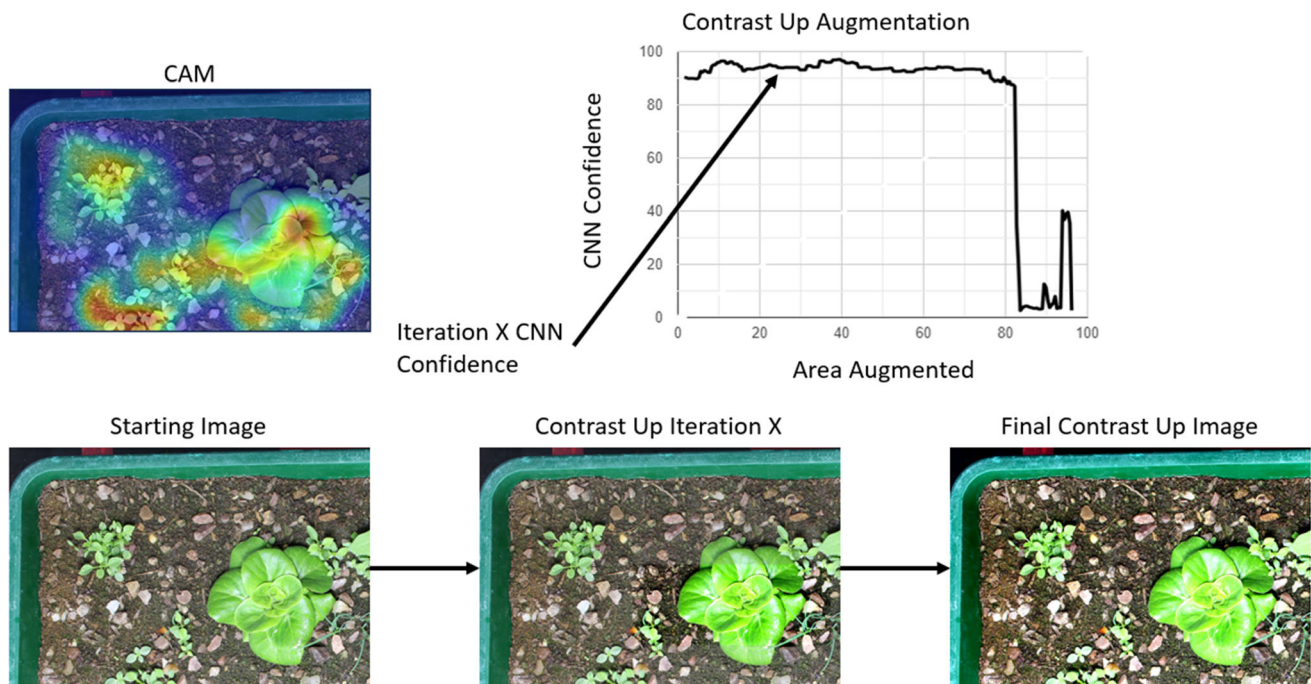 Contrast Up Augmentation
CAM
100
80
60
40
20
0
CNN Confidence
0 20 40 60 80 100
Area Augmented
Iteration X CNN
Confidence
Starting Image
Contrast Up Iteration X
Final Contrast Up Image